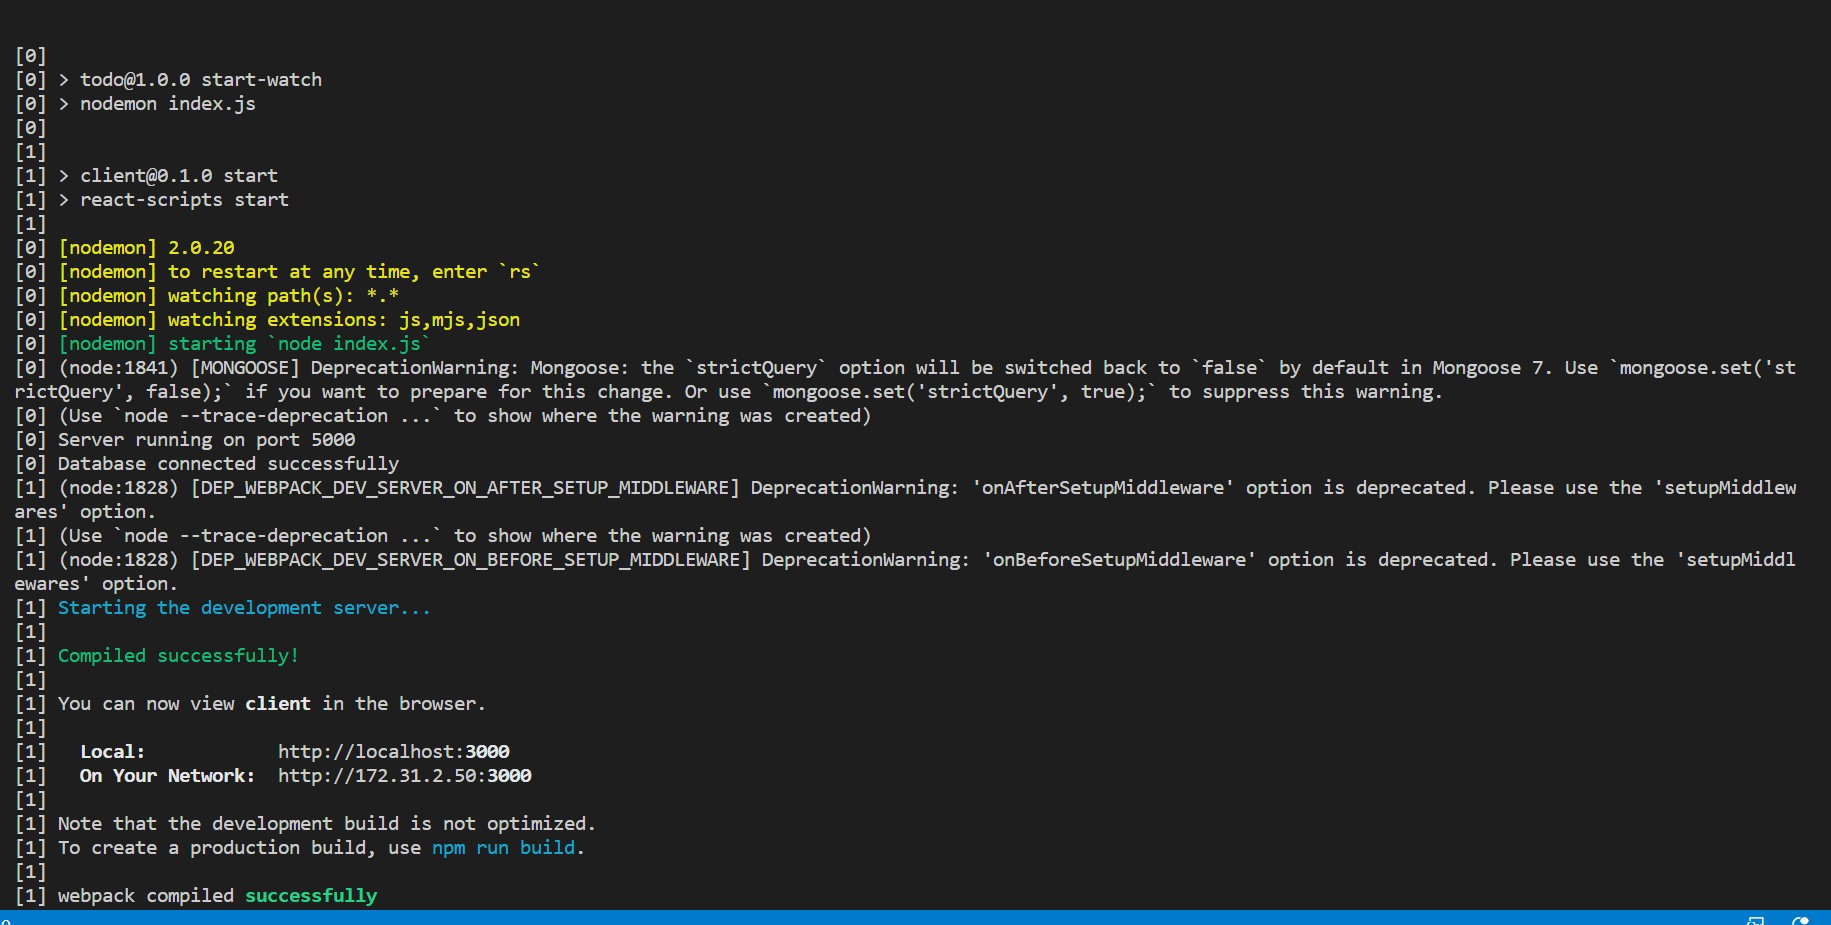 [0]
[0] > todo@1.0.0 start-watch
[0] > nodemon index.js
[0]
[1]
[1] > client@0.1.0 start
[1] > react-scripts start
[1]
[0] [nodemon] 2.0.20
[0] [nodemon] to restart at any time, enter `rs`
[0] [nodemon] watching path(s): *.*
[0] [nodemon] watching extensions: js,mjs,json
[0] [nodemon] starting `node index.js`
[0] (node:1841) [MONGOOSE] DeprecationWarning: Mongoose: the `strictQuery` option will be switched back to `false` by default in Mongoose 7. Use `mongoose.set('st
rictQuery', false);` if you want to prepare for this change. Or use `mongoose.set('strictQuery', true);` to suppress this warning.
[0] (Use `node --trace-deprecation ...` to show where the warning was created)
[0] Server running on port 5000
[0] Database connected successfully
[1] (node:1828) [DEP_WEBPACK_DEV_SERVER_ON_AFTER_SETUP_MIDDLEWARE] DeprecationWarning: 'onAfterSetupMiddleware' option is deprecated. Please use the 'setupMiddlew
ares' option.
[1] (Use `node --trace-deprecation ...` to show where the warning was created)
[1] (node:1828) [DEP_WEBPACK_DEV_SERVER_ON_BEFORE_SETUP_MIDDLEWARE] DeprecationWarning: 'onBeforeSetupMiddleware' option is deprecated. Please use the 'setupMiddl
ewares' option.
[1] Starting the development server...
[1]
[1] Compiled successfully!
[1]
[1] You can now view client in the browser.
[1]
[1]   Local:            http://localhost:3000
[1]   On Your Network:  http://172.31.2.50:3000
[1]
[1] Note that the development build is not optimized.
[1] To create a production build, use npm run build.
[1]
[1] webpack compiled successfully